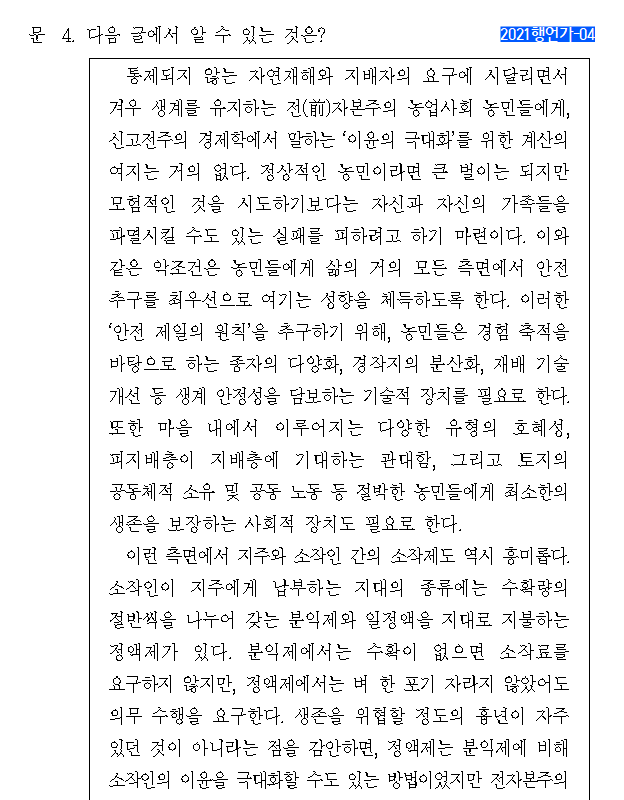 문 4. 다음 글에서 알 수 있는 것은?
2021행언가-04
통제되지 않는 자연재해와 지배자의 요구에 시달리면서
겨우 생계를 유지하는 전(前)자본주의 농업사회 농민들에게,
신고전주의 경제학에서 말하는 ‘이윤의 극대화’를 위한 계산의
여지는 거의 없다. 정상적인 농민이라면 큰 벌이는 되지만
모험적인 것을 시도하기보다는 자신과 자신의 가족들을
파멸시킬 수도 있는 실패를 피하려고 하기 마련이다. 이와
같은 악조건은 농민들에게 삶의 거의 모든 측면에서 안전
추구를 최우선으로 여기는 성향을 체득하도록 한다. 이러한
‘안전 제일의 원칙’을 추구하기 위해, 농민들은 경험 축적을
바탕으로 하는 종자의 다양화, 경작지의 분산화, 재배 기술
개선 등 생계 안정성을 담보하는 기술적 장치를 필요로 한다.
또한 마을 내에서 이루어지는 다양한 유형의 호혜성,
피지배층이 지배층에 기대하는 관대함, 그리고 토지의
공동체적 소유 및 공동 노동 등 절박한 농민들에게 최소한의
생존을 보장하는 사회적 장치도 필요로 한다.
이런 측면에서 지주와 소작인 간의 소작제도 역시 흥미롭다.
소작인이 지주에게 납부하는 지대의 종류에는 수확량의
절반씩을 나누어 갖는 분익제와 일정액을 지대로 지불하는
정액제가 있다. 분익제에서는 수확이 없으면 소작료를
요구하지 않지만, 정액제에서는 벼 한 포기 자라지 않았어도
의무 수행을 요구한다. 생존을 위협할 정도의 흉년이 자주
있던 것이 아니라는 점을 감안하면, 정액제는 분익제에 비해
소작인의 이윤을 극대화할 수도 있는 방법이었지만 전자본주의